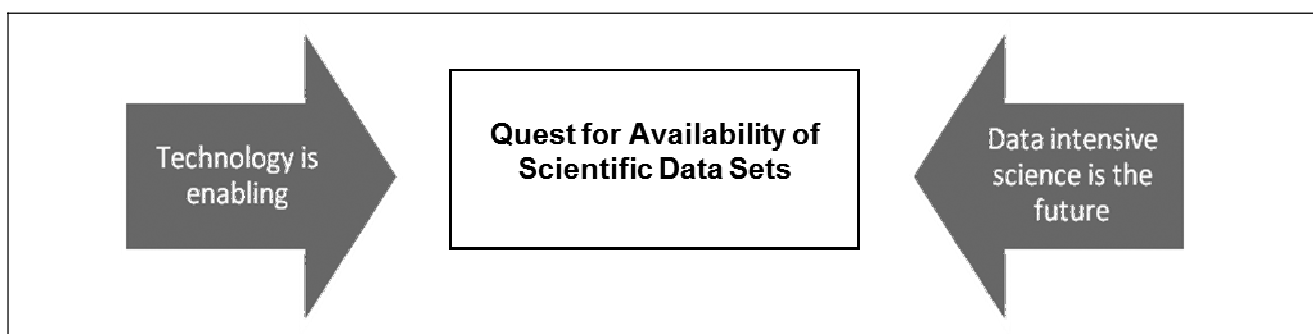 Technology is
enabling
Quest for Availability of
Scientific Data Sets
Data intensive
science is the
future